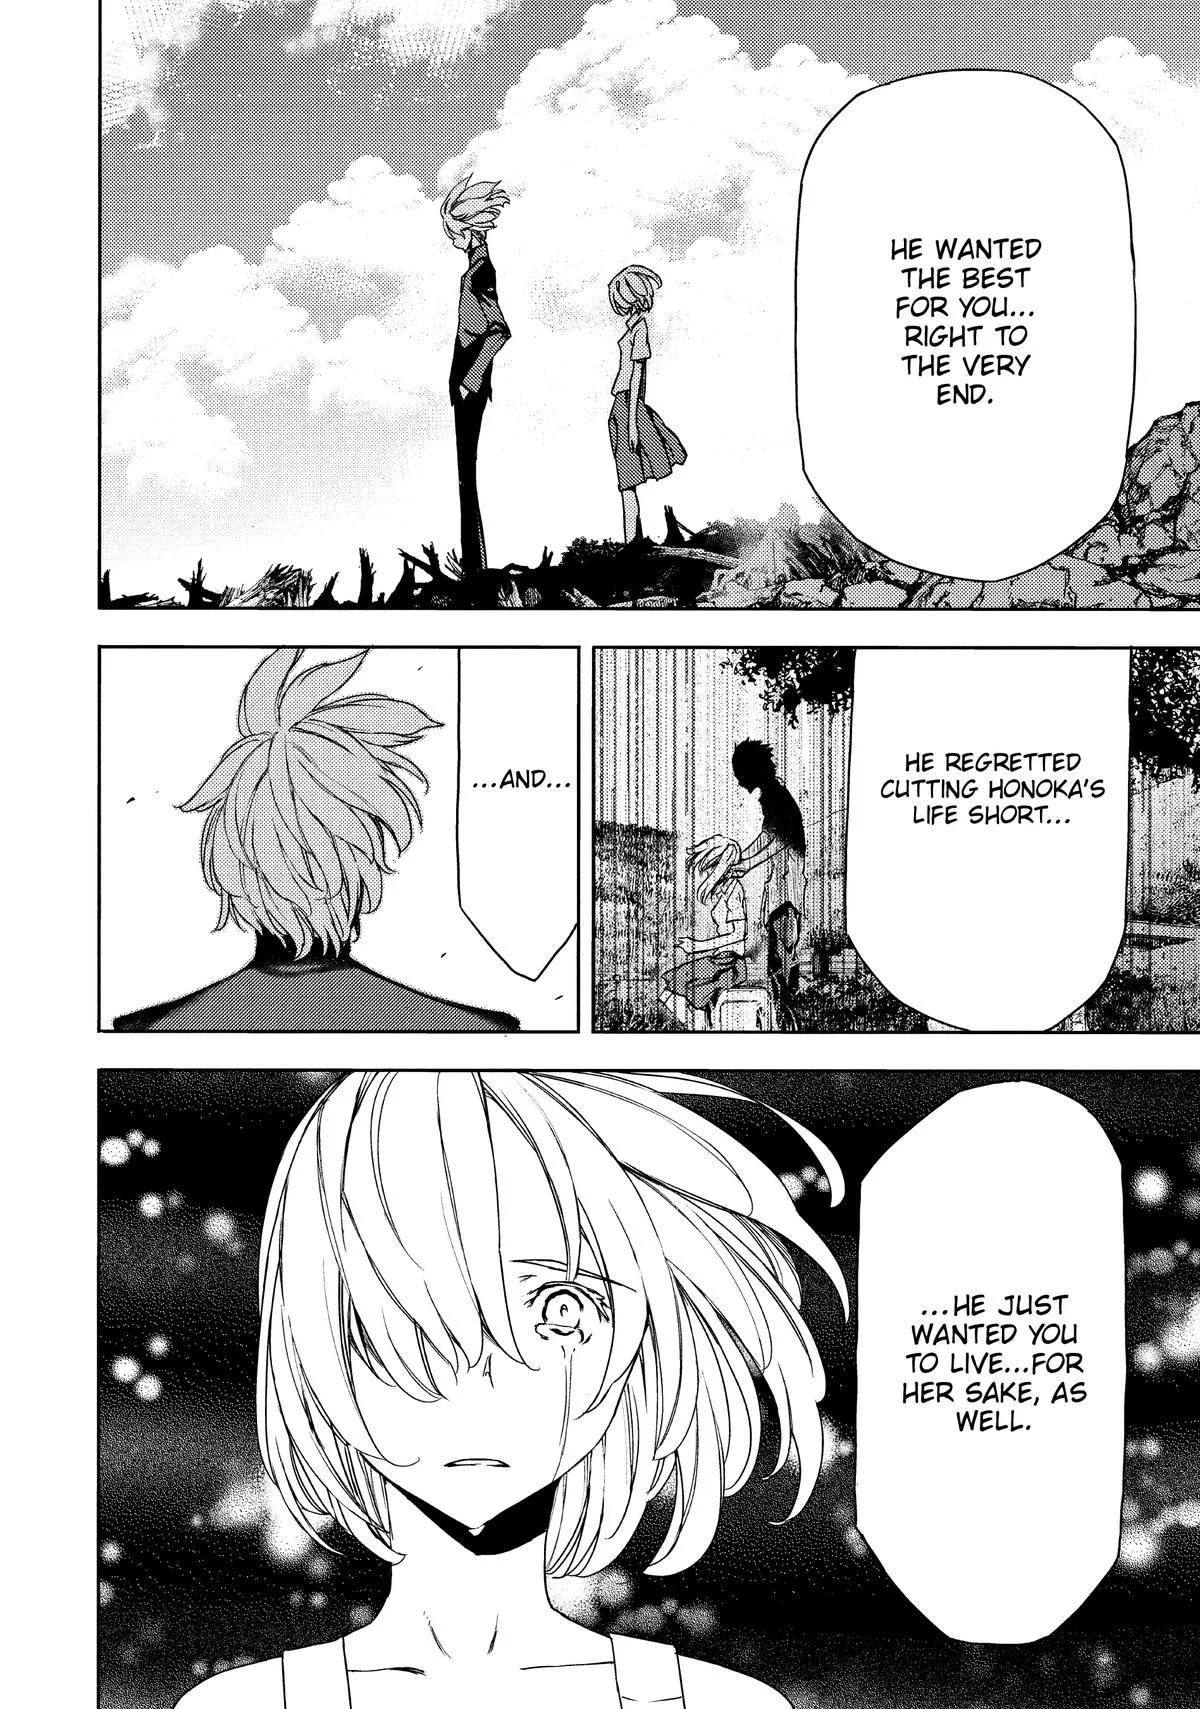 HE WANTED
THE BEST
FOR YOU...
RIGHT TO
THE VERY
END.
HE REGRETTED
CUTTING HONOKA'S
LIFE SHORT...
...AND...
...HE JUST
WANTED YOU
TO LIVE...FOR
HER SAKE, AS
WELL.